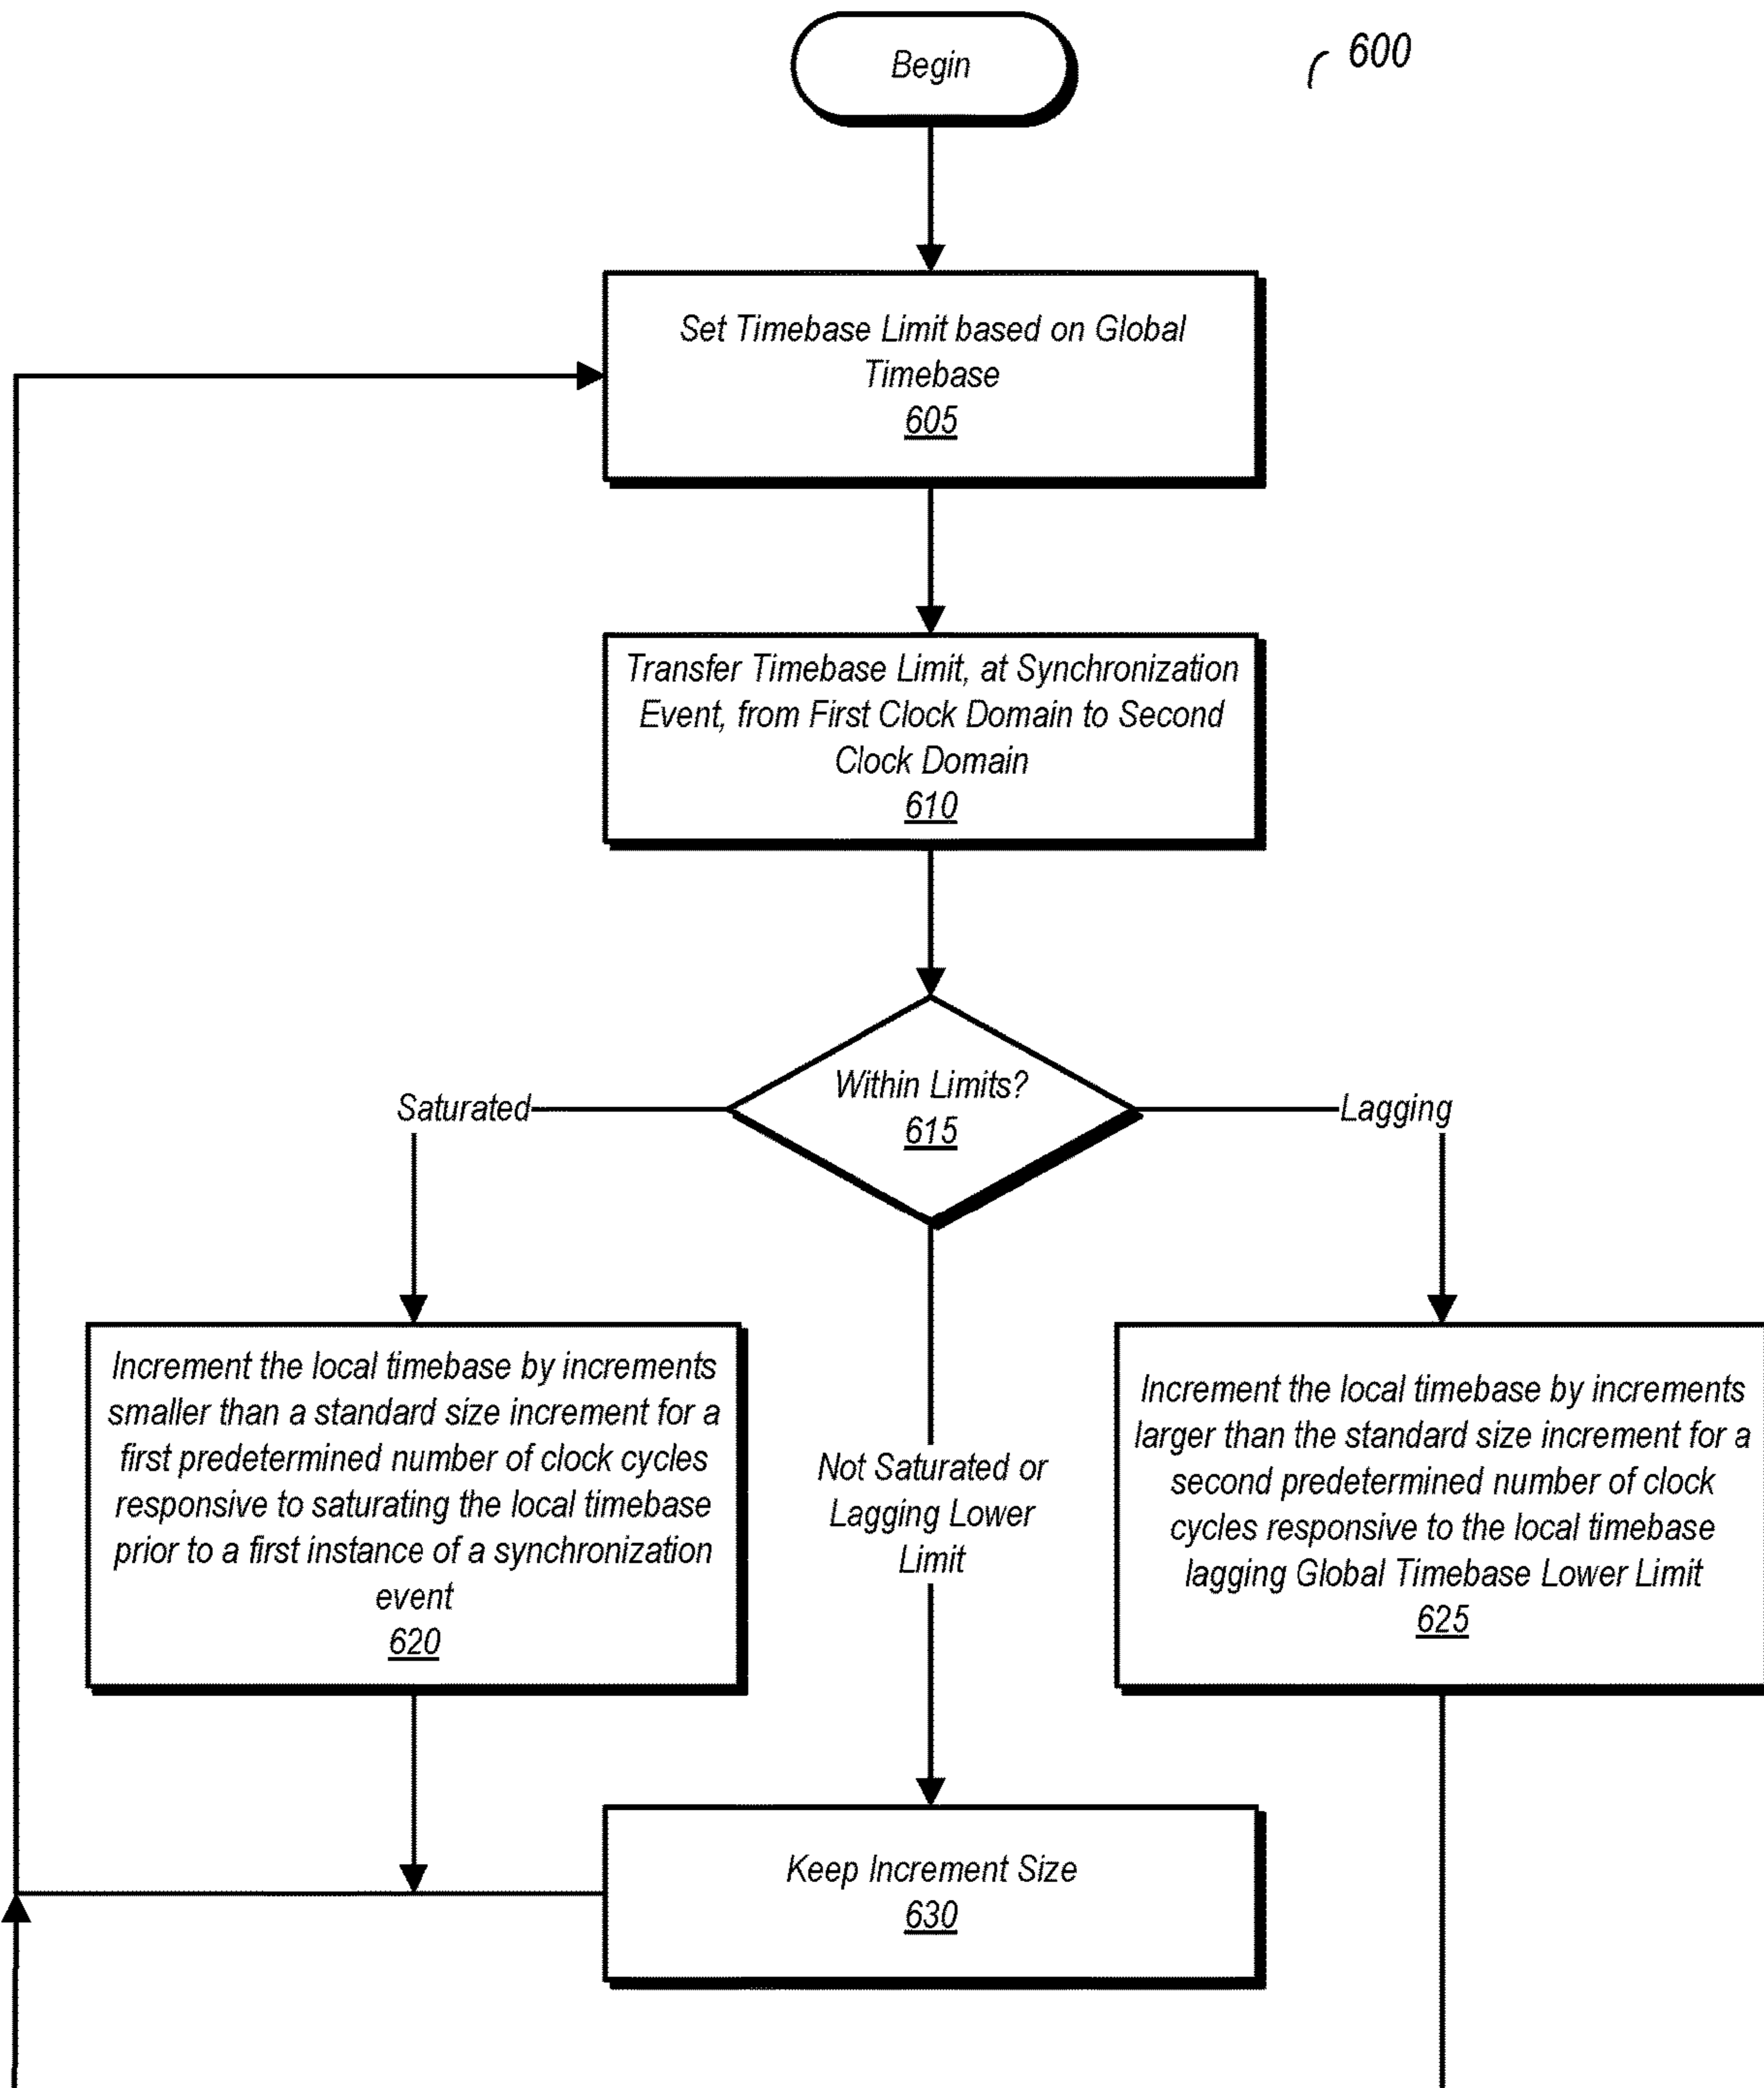 Begin
600
Set Timebase Limit based on Global
Timebase
605
Transfer Timebase Limit, at Synchronization
Event, from First Clock Domain to Second
Clock Domain
610
Within Limits?
615
Saturated
Lagging
Increment the local timebase by increments
smaller than a standard size increment for a
first predetermined number of clock cycles
responsive to saturating the local timebase
prior to a first instance of a synchronization
event
620
Not Saturated or
Lagging Lower
Limit
Increment the local timebase by increments
larger than the standard size increment for a
second predetermined number of clock
cycles responsive to the local timebase
lagging Global Timebase Lower Limit
625
Keep Increment Size
630